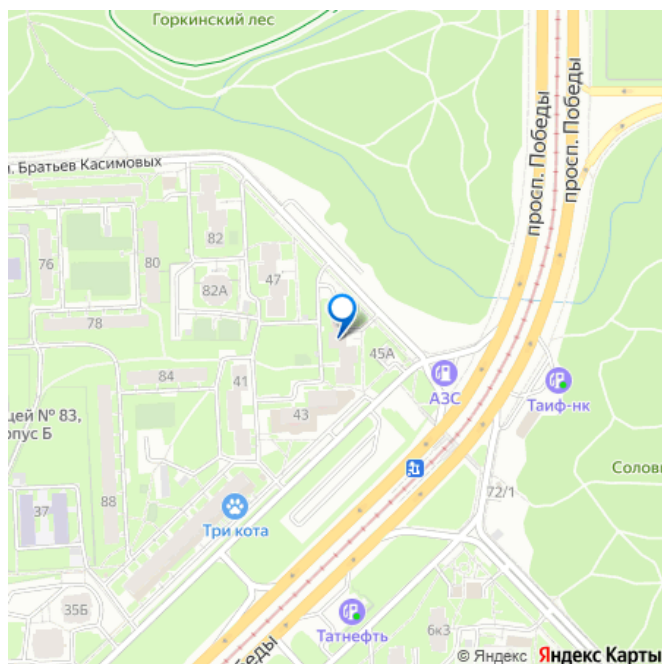 Горкинский лес
просп. Победы
просп. Победы
л. Братьев Касимовых
82
76
80
47
82А
78
45А
84
41
АЗС
Таиф-нк
43
цей № 83,
рпус Б
Солов
88
72/1
37
Три кота
35Б
Татнефть
6к3
беды
© Яндекс Яндекс Карты